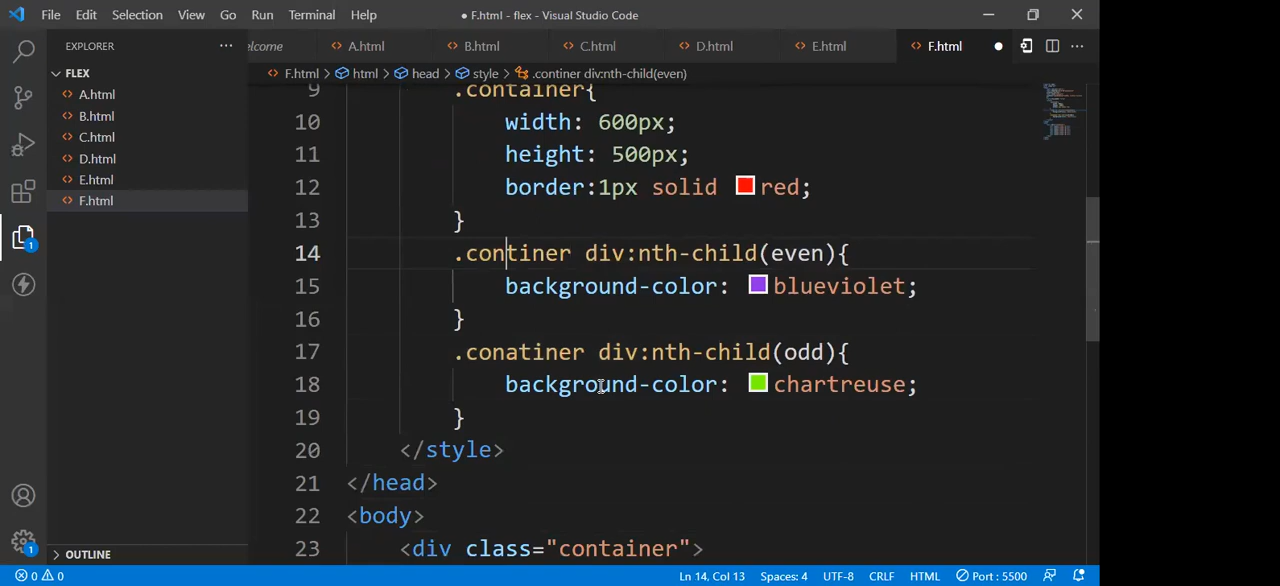 File Edit Selection View Go Run Terminal Help ● F.html - flex - Visual Studio Code
EXPLORER ... elcome A.html B.html C.html D.html E.html F.html ● ...
FLEX F.html > html > head > style > .continer div:nth-child(even)
A.html
B.html
C.html
D.html
E.html
F.html
9 .container{
10 width: 600px;
11 height: 500px;
12 border:1px solid red;
13 }
14 .continer div:nth-child(even){
15 background-color: blueviolet;
16 }
17 .conatiner div:nth-child(odd){
18 background-color: chartreuse;
19 }
20 </style>
21 </head>
22 <body>
23 <div class="container">
1
1
> OUTLINE
0 0 Ln 14, Col 13 Spaces: 4 UTF-8 CRLF HTML Port : 5500